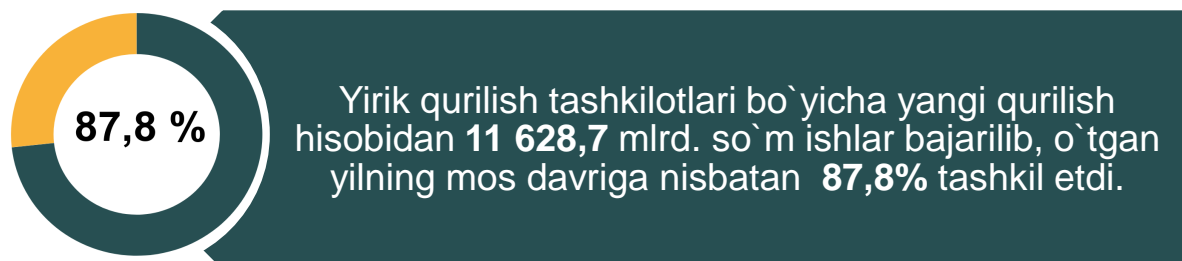 87,8 %
Yirik qurilish tashkilotlari bo`yicha yangi qurilish
hisobidan 11 628,7 mlrd. so`m ishlar bajarilib, o`tgan
yilning mos davriga nisbatan 87,8% tashkil etdi.